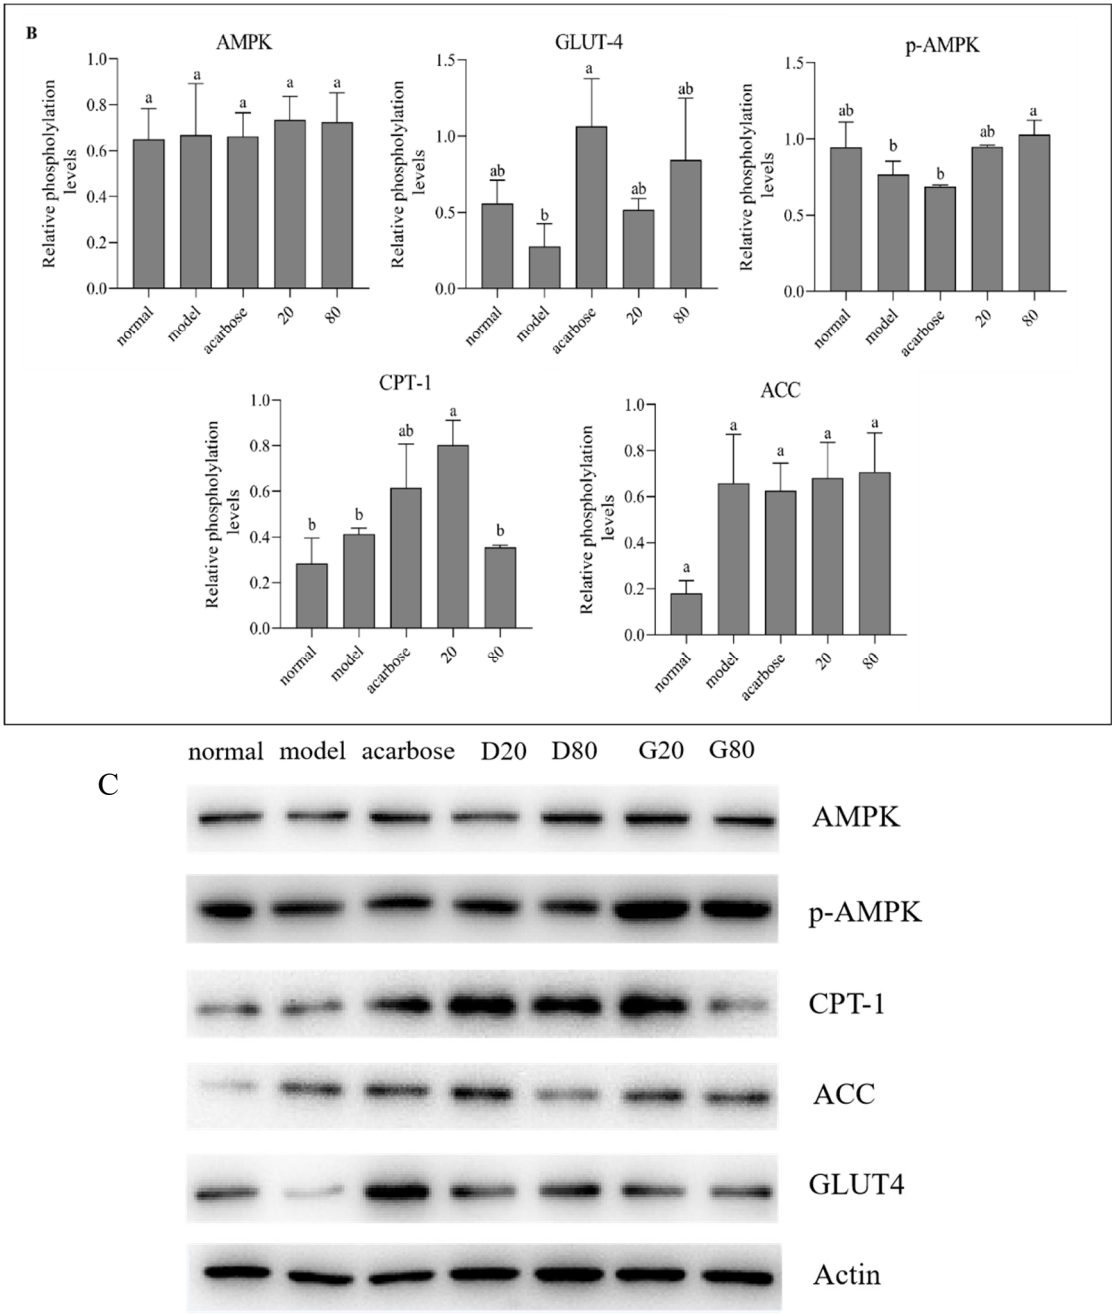 B
AMPK
Relative phospholylation
levels
1.0
0.8
0.6
0.4
0.2
0.0
a
a
a
a
a
normal
model
acarbose
20
80
GLUT-4
Relative phospholylation
levels
1.5
1.0
0.5
0.0
ab
b
a
ab
ab
normal
model
acarbose
20
80
p-AMPK
Relative phospholylation
levels
1.5
1.0
0.5
0.0
ab
b
b
ab
a
normal
model
acarbose
20
80
CPT-1
Relative phospholylation
levels
1.0
0.8
0.6
0.4
0.2
0.0
b
b
ab
a
b
normal
model
acarbose
20
80
ACC
Relative phospholylation
levels
1.0
0.8
0.6
0.4
0.2
0.0
a
a
a
a
a
normal
model
acarbose
20
80
C
normal model acarbose D20 D80 G20 G80
AMPK
p-AMPK
CPT-1
ACC
GLUT4
Actin